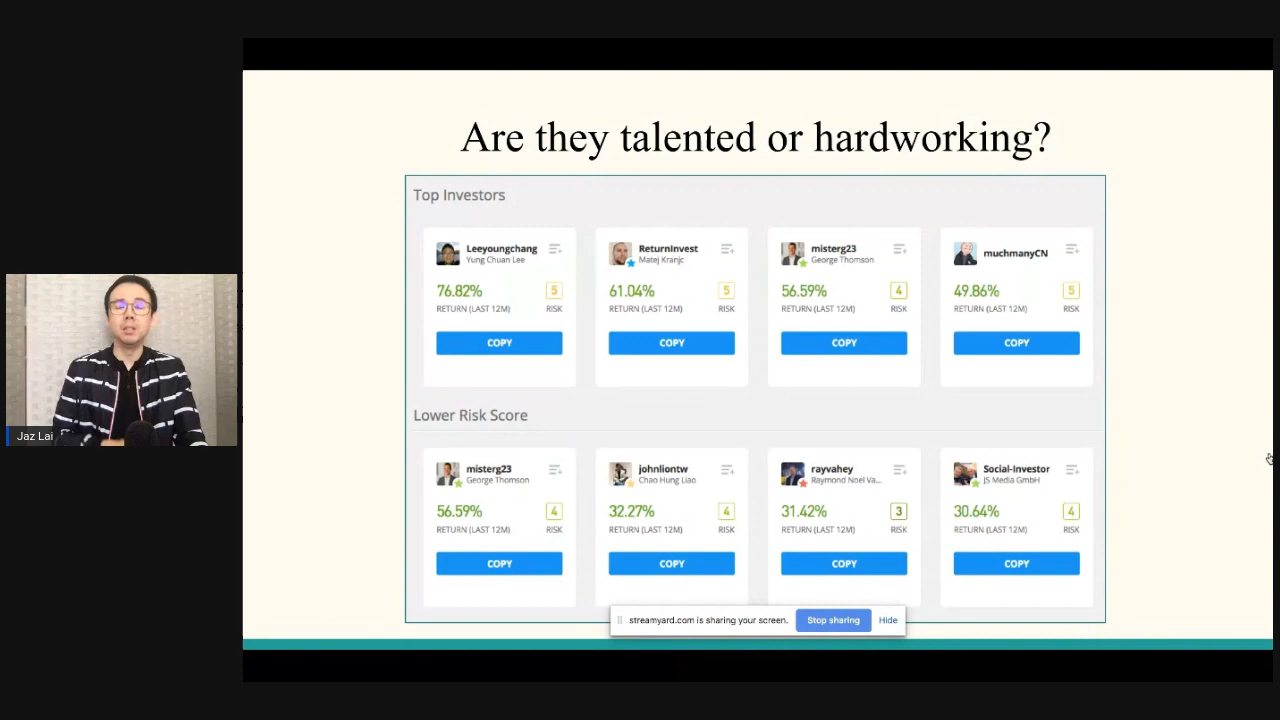 Are they talented or hardworking?
Top Investors
Leeyoungchang
Yung Chuan Lee
76.82%
5
RETURN (LAST 12M)
RISK
COPY
ReturnInvest
Matej Kranjc
61.04%
5
RETURN (LAST 12M)
RISK
COPY
misterg23
George Thomson
56.59%
4
RETURN (LAST 12M)
RISK
COPY
muchmanyCN
49.86%
5
RETURN (LAST 12M)
RISK
COPY
Lower Risk Score
misterg23
George Thomson
56.59%
4
RETURN (LAST 12M)
RISK
COPY
johnliontw
Chao Hung Liao
32.27%
4
RETURN (LAST 12M)
RISK
COPY
rayvahey
Raymond Noel Va...
31.42%
3
RETURN (LAST 12M)
RISK
COPY
Social-Investor
JS Media GmbH
30.64%
4
RETURN (LAST 12M)
RISK
COPY
streamyard.com is sharing your screen.
Stop sharing
Hide
Jaz Lai